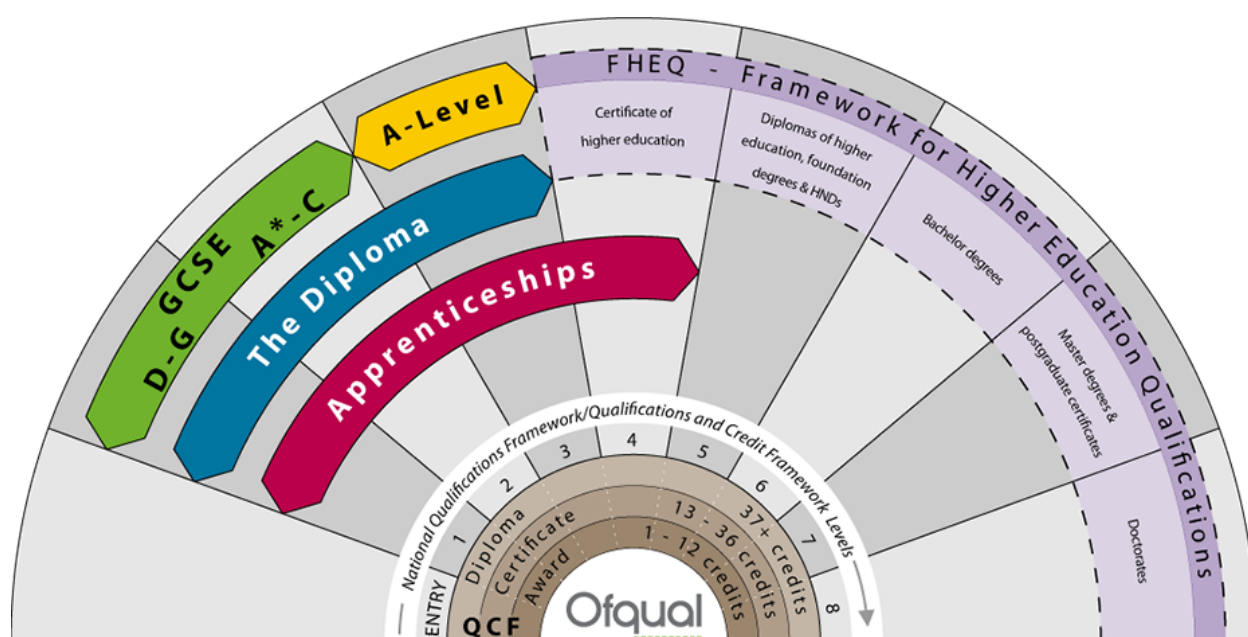 GCSE
D-G A*-C
A-Level
The Diploma
Apprenticeships
FHEQ - Framework for Higher Education Qualifications
Certificate of
higher education
Diplomas of higher
education, foundation
degrees & HNDs
Bachelor degrees
Master degrees &
postgraduate certificates
Doctorates
National Qualifications Framework/Qualifications and Credit Framework Levels
ENTRY
1
2
3
4
5
6
7
8
Diploma
37+ credits
Certificate
13 - 36 credits
Award
1 - 12 credits
QCF
Ofqual